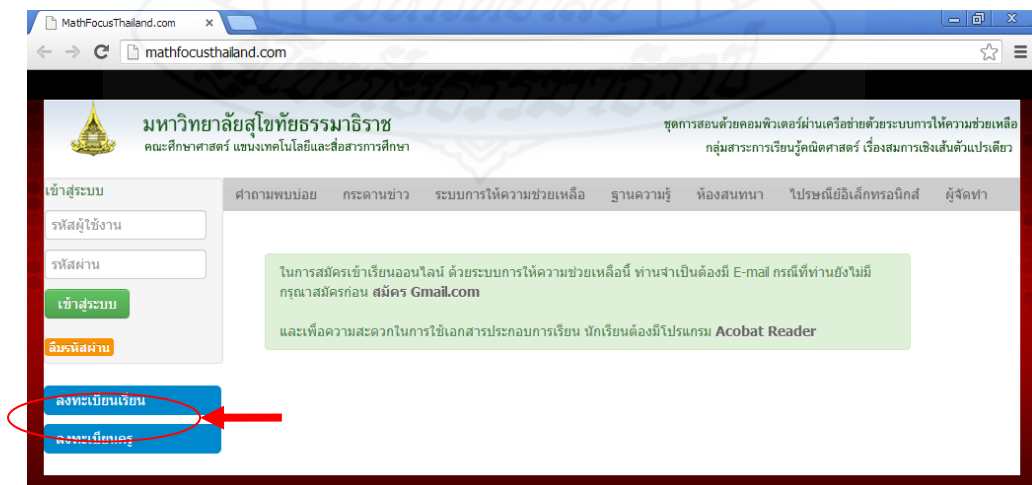 MathFocusThailand.com
mathfocusthailand.com
มหาวิทยาลัยสุโขทัยธรรมาธิราช
คณะศึกษาศาสตร์ แขนงเทคโนโลยีและสื่อสารการศึกษา
ชุดการสอนด้วยคอมพิวเตอร์ผ่านเครือข่ายด้วยระบบการให้ความช่วยเหลือ
กลุ่มสาระการเรียนรู้คณิตศาสตร์ เรื่องสมการเชิงเส้นตัวแปรเดียว
เข้าสู่ระบบ
รหัสผู้ใช้งาน
รหัสผ่าน
เข้าสู่ระบบ
ลืมรหัสผ่าน
ลงทะเบียนเรียน
ลงทะเบียนครู
คำถามพบบ่อย กระดานข่าว ระบบการให้ความช่วยเหลือ ฐานความรู้ ห้องสนทนา ไปรษณีย์อิเล็กทรอนิกส์ ผู้จัดทำ
ในการสมัครเข้าเรียนออนไลน์ ด้วยระบบการให้ความช่วยเหลือนี้ ท่านจำเป็นต้องมี E-mail กรณีที่ท่านยังไม่มี
กรุณาสมัครก่อน สมัคร Gmail.com
และเพื่อความสะดวกในการใช้เอกสารประกอบการเรียน นักเรียนต้องมีโปรแกรม Acobat Reader